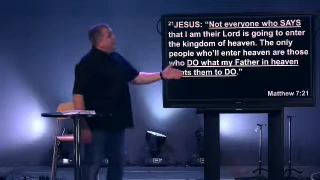 ²¹JESUS: “Not everyone who SAYS
that I am their Lord is going to enter
the kingdom of heaven. The only
people who'll enter heaven are those
who DO what my Father in heaven
them to DO.”
Matthew 7:21